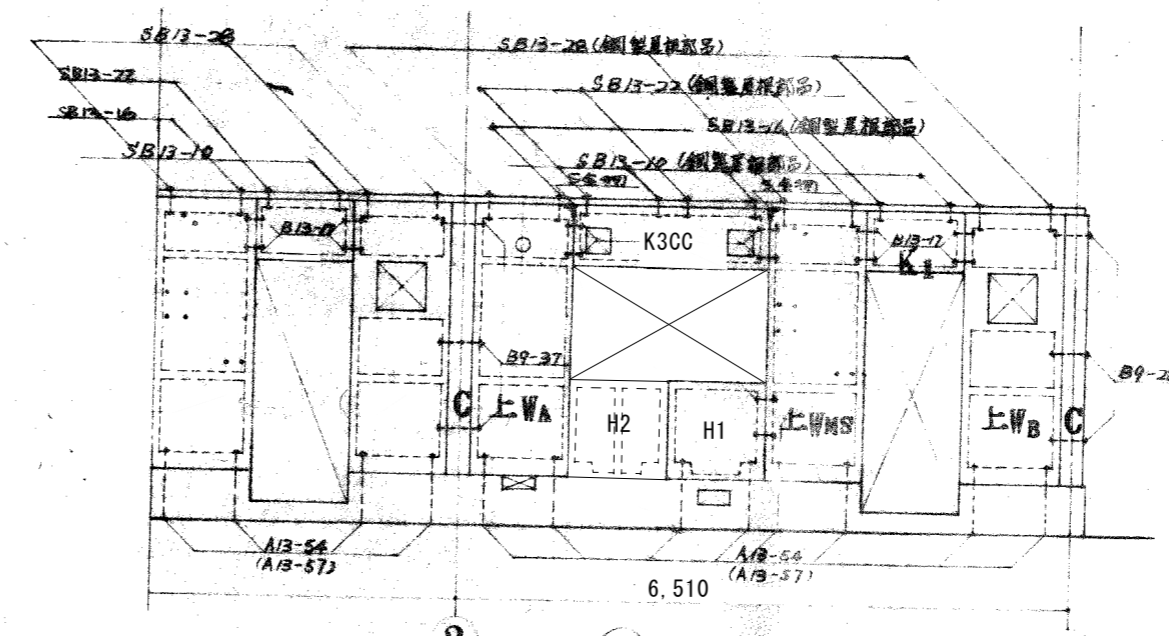 SB13-28
SB13-28 (鋼製屋根部品)
SB13-22
SB13-22 (鋼製屋根部品)
SB13-16
SB13-16 (鋼製屋根部品)
SB13-10
SB13-10 (鋼製屋根部品)
B13-17
K3CC
B13-17
K1
B9-37
C
上WA
H2
H1
上WMS
上WB
C
A13-54
(A13-57)
A13-54
(A13-57)
6,510